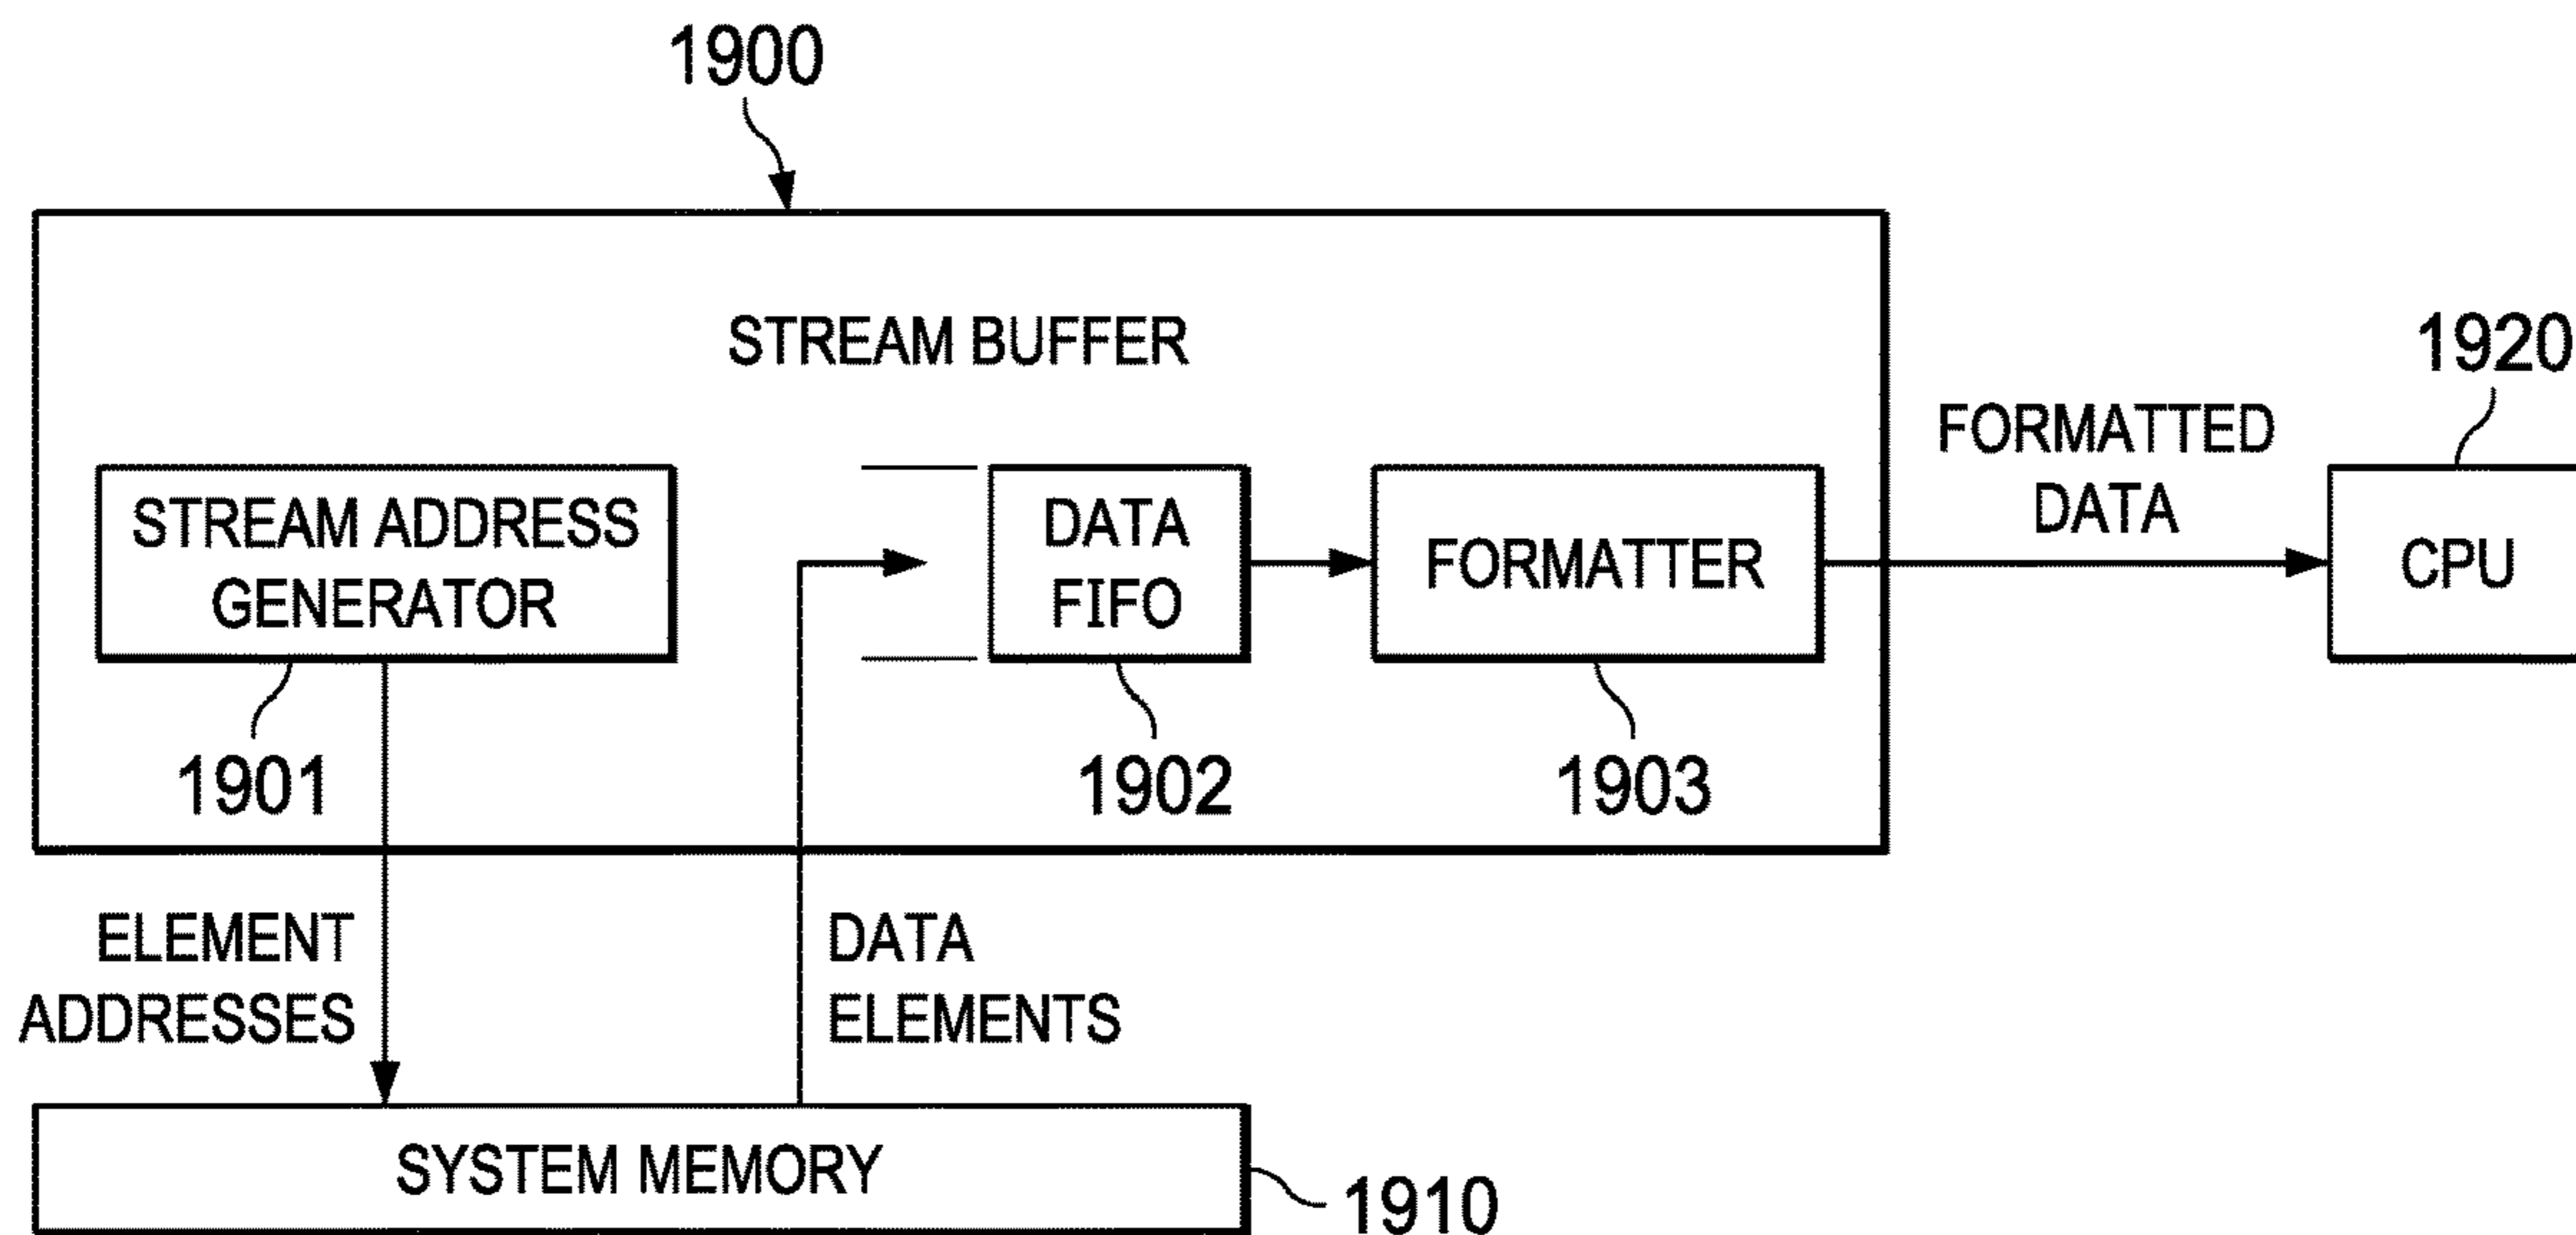 1900
STREAM BUFFER
1920
FORMATTED
DATA
STREAM ADDRESS
GENERATOR
DATA
FIFO
FORMATTER
CPU
1901
1902
1903
ELEMENT
ADDRESSES
DATA
ELEMENTS
SYSTEM MEMORY
1910